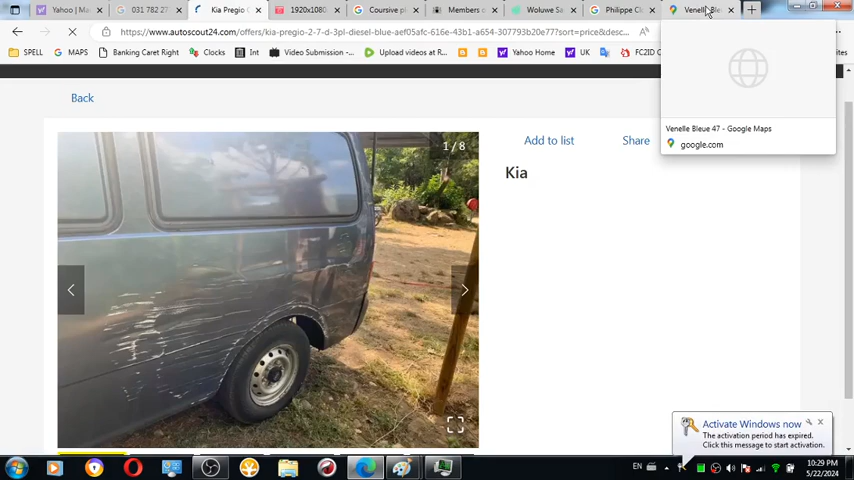 Yahoo | Ma
031 782 27
Kia Pregio
1920x1080
Coursive pi
Members o
Woluwe Sa
Philippe Cl
Venelle Ble
https://www.autoscout24.com/offers/kia-pregio-2-7-d-3pl-diesel-blue-aef05afc-616e-43b1-a654-307793b20e77?sort=price&desc...
SPELL
MAPS
Banking Caret Right
Clocks
Video Submission -...
Upload videos at R...
Yahoo Home
UK
FCZID
Venelle Bleue 47 - Google Maps
google.com
Back
1 / 8
Add to list
Share
Kia
Activate Windows now
The activation period has expired.
Click this message to start activation.
EN
10:29 PM
5/22/2024